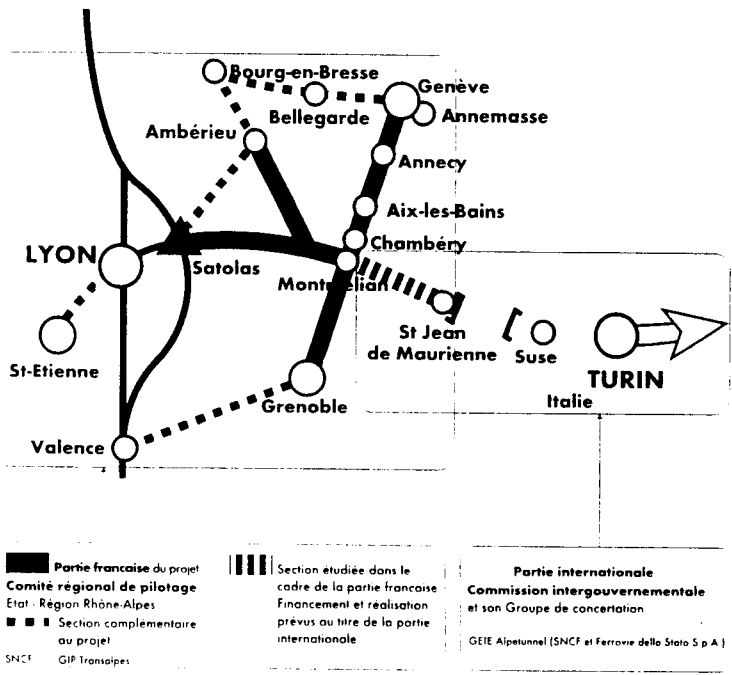 Bourg-en-Bresse
Genève
Bellegarde
Annemasse
Ambérieu
Annecy
Aix-les-Bains
LYON
Chambéry
Satolas
Montmélian
St-Etienne
St Jean
de Maurienne
Suse
TURIN
Italie
Grenoble
Valence
Partie francaise du projet
Comité régional de pilotage
Etat - Région Rhône-Alpes
Section complémentaire
au projet
SNCF GIP Transalpes
Section étudiée dans le
cadre de la partie francaise
Financement et réalisation
prévus au titre de la partie
internationale
Partie internationale
Commission intergouvernementale
et son Groupe de concertation
GEIE Alpetunnel (SNCF et Ferrovie dello Stato S p A )